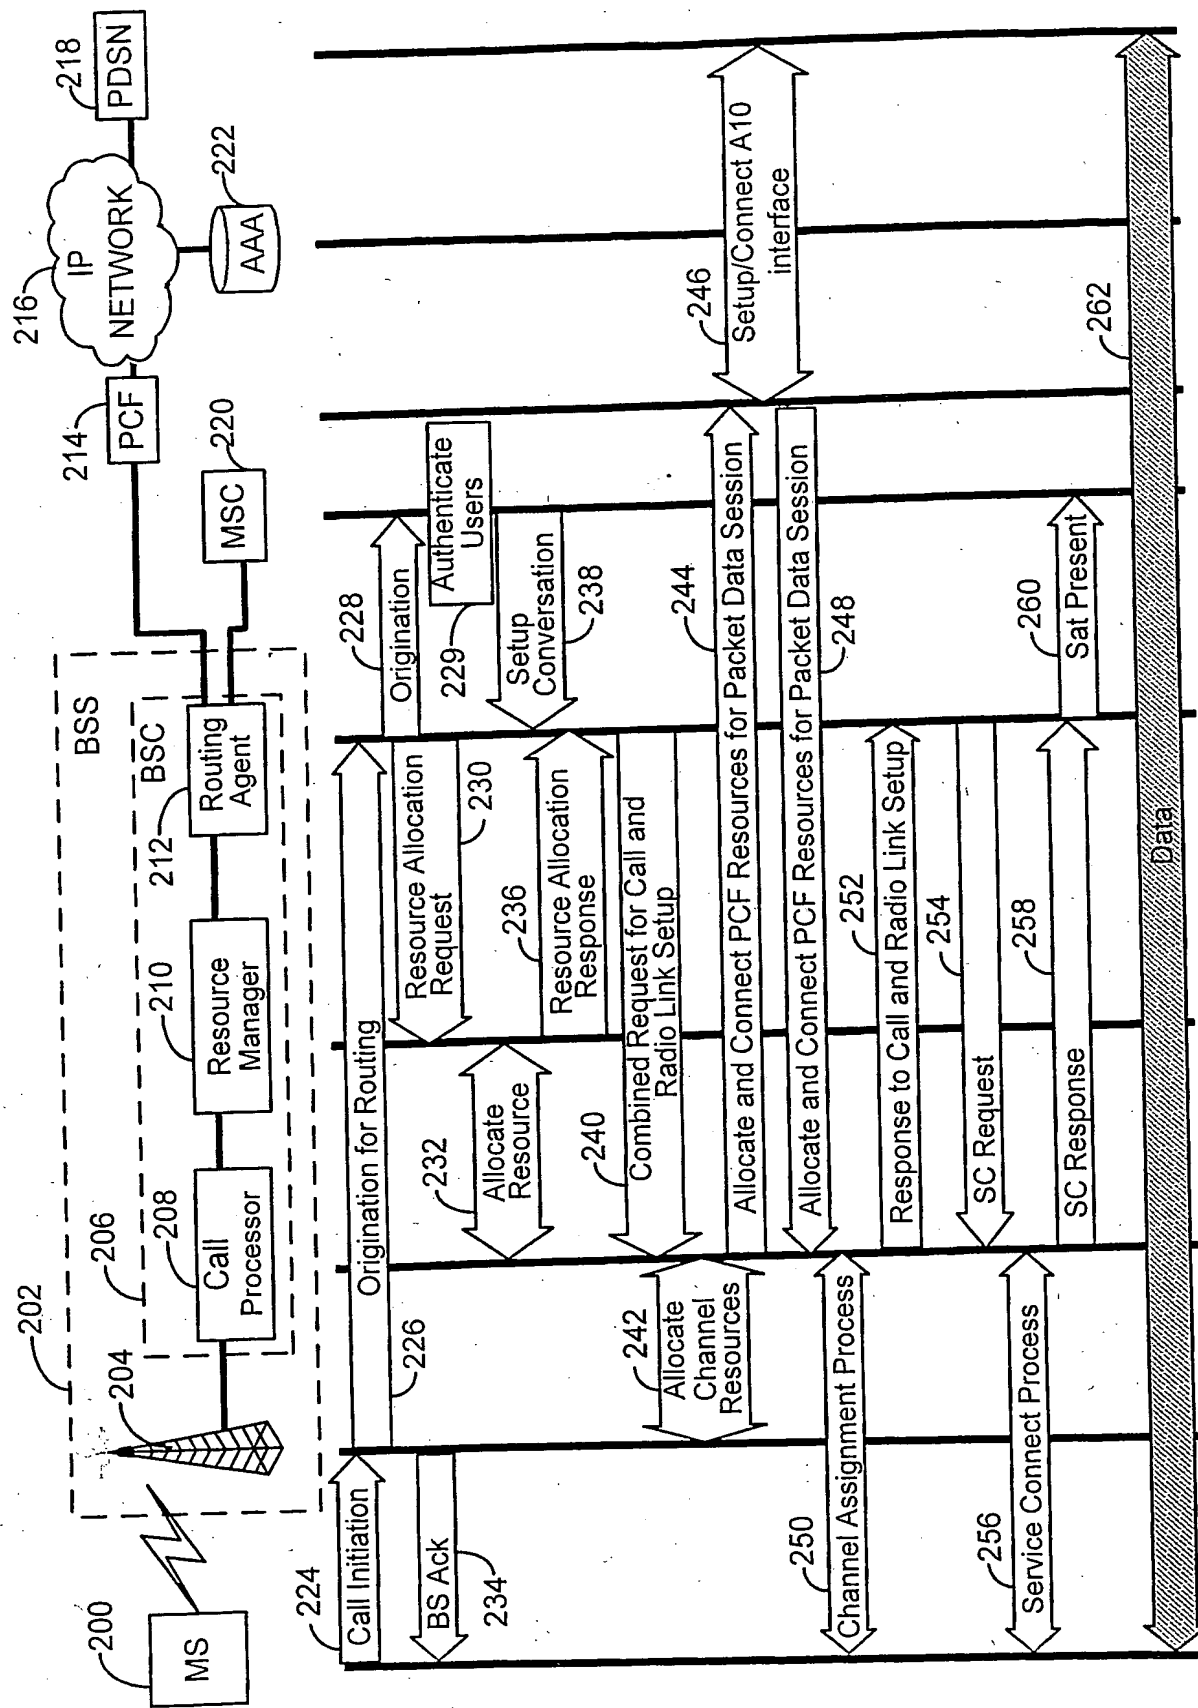 200
MS
202
204
206
BSS
BSC
208
Call
Processor
210
Resource
Manager
212
Routing
Agent
214
PCF
216
IP
NETWORK
218
PDSN
220
MSC
222
AAA
224
Call Initiation
226
Origination for Routing
228
Origination
BS Ack
234
Resource Allocation
Request
230
229
Authenticate
Users
232
Allocate
Resource
236
Resource Allocation
Response
Setup
Conversation
238
240
Combined Request for Call and
Radio Link Setup
242
Allocate
Channel
Resources
244
Allocate and Connect PCF Resources for Packet Data Session
246
Setup/Connect A10
interface
Allocate and Connect PCF Resources for Packet Data Session
248
250
Channel Assignment Process
252
Response to Call and Radio Link Setup
254
SC Request
256
Service Connect Process
258
SC Response
260
Sat Present
262
Data